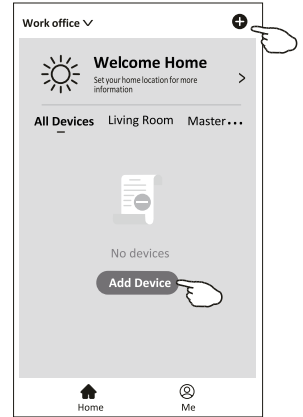 Work office
Welcome Home
Set your home location for more
information
All Devices Living Room Master
No devices
Add Device
Home Me